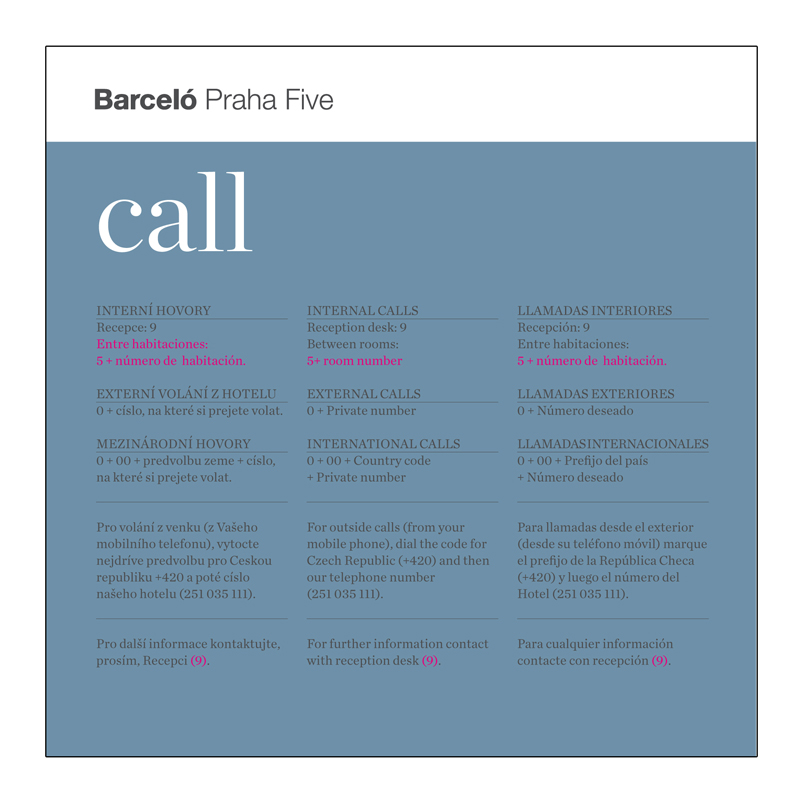 Barceló Praha Five
call
INTERNÍ HOVORY
Recepce: 9
Entre habitaciones:
5 + número de habitación.
EXTERNÍ VOLÁNÍ Z HOTELU
0 + císlo, na které si prejete volat.
MEZINÁRODNÍ HOVORY
0 + 00 + predvolbu zeme + císlo,
na které si prejete volat.
Pro volání z venku (z Vašeho
mobilního telefonu), vytocte
nejdríve predvolbu pro Ceskou
republiku +420 a poté císlo
našeho hotelu (251 035 111).
Pro další informace kontaktujte,
prosím, Recepci (9).
INTERNAL CALLS
Reception desk: 9
Between rooms:
5+ room number
EXTERNAL CALLS
0 + Private number
INTERNATIONAL CALLS
0 + 00 + Country code
+ Private number
For outside calls (from your
mobile phone), dial the code for
Czech Republic (+420) and then
our telephone number
(251 035 111).
For further information contact
with reception desk (9).
LLAMADAS INTERIORES
Recepción: 9
Entre habitaciones:
5 + número de habitación.
LLAMADAS EXTERIORES
0 + Número deseado
LLAMADAS INTERNACIONALES
0 + 00 + Prefijo del país
+ Número deseado
Para llamadas desde el exterior
(desde su teléfono móvil) marque
el prefijo de la República Checa
(+420) y luego el número del
Hotel (251 035 111).
Para cualquier información
contacte con recepción (9).